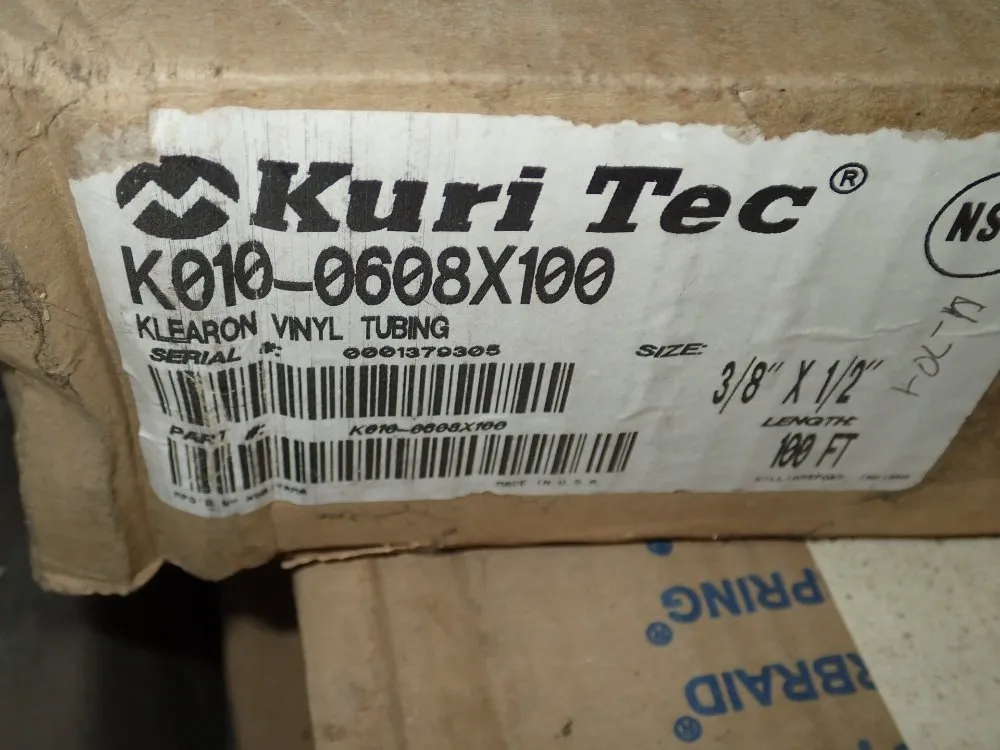 Kuri Tec®
NS
K010-0608X100
KLEARON VINYL TUBING
SERIAL #: 0001379305
SIZE:
3/8" X 1/2"
PART #: K010-0608X100
LENGTH:
100 FT
MADE IN U.S.A.
PRING®
RBRAID®